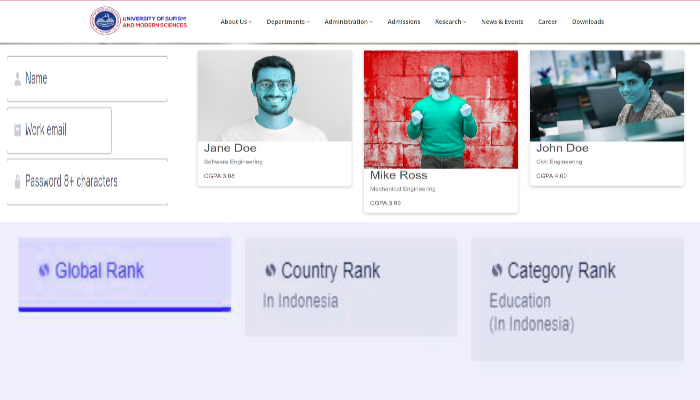 UNIVERSITY OF SUFISM
AND MODERN SCIENCES
About Us Departments Administration Admissions Research News & Events Career Downloads
Name
Work email
Password 8+ characters
Jane Doe
Software Engineering
CGPA:3.88
Mike Ross
Mechanical Engineering
CGPA:3.90
John Doe
Civil Engineering
CGPA:4.00
Global Rank
Country Rank
In Indonesia
Category Rank
Education
(In Indonesia)